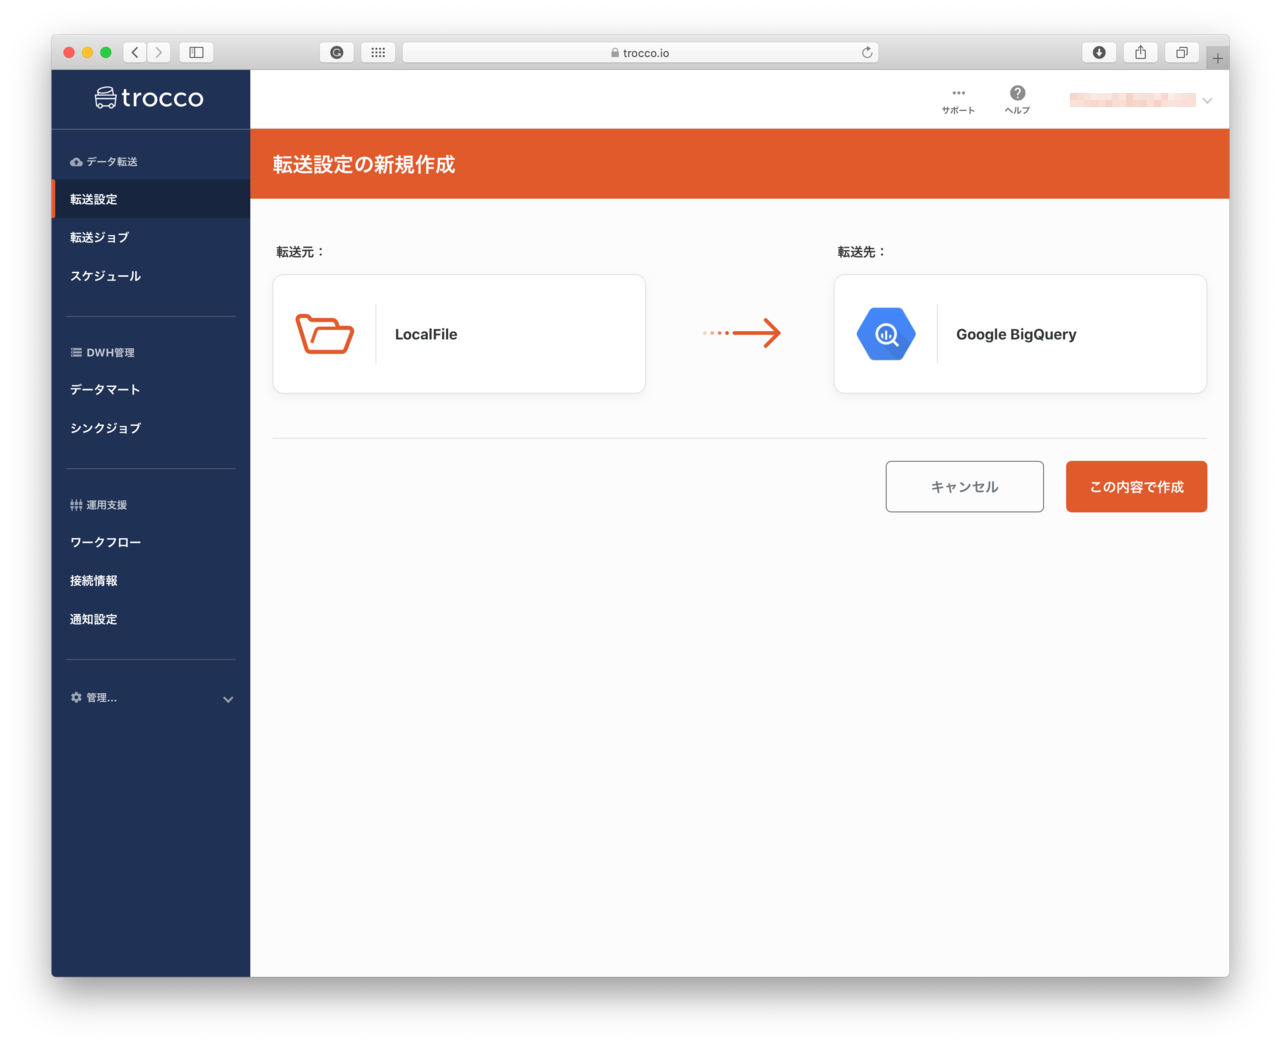 trocco.io
trocco
サポート
ヘルプ
データ転送
転送設定
転送ジョブ
スケジュール
DWH管理
データマート
シンクジョブ
運用支援
ワークフロー
接続情報
通知設定
管理...
転送設定の新規作成
転送元：
LocalFile
転送先：
Google BigQuery
キャンセル
この内容で作成